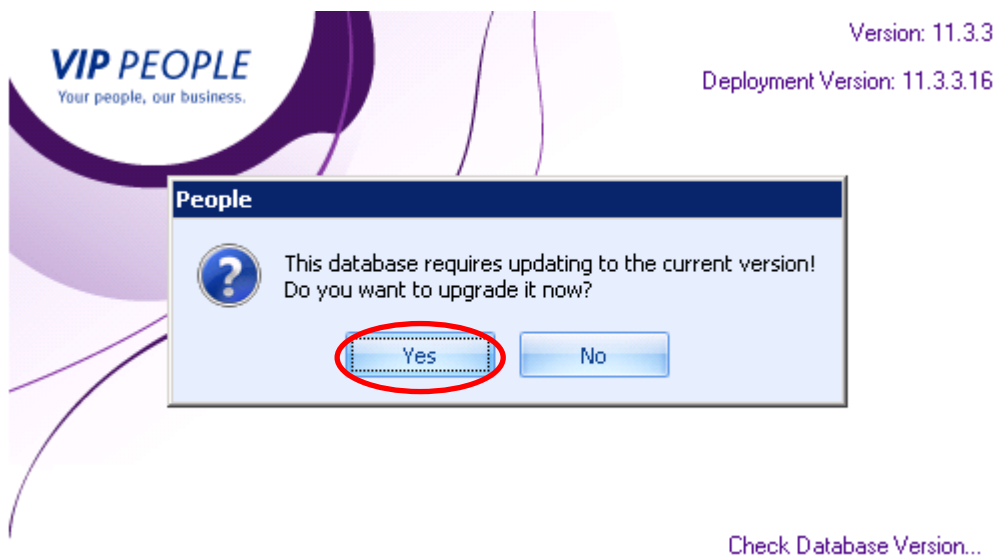 VIP PEOPLE
Your people, our business.
Version: 11.3.3
Deployment Version: 11.3.3.16
People
This database requires updating to the current version!
Do you want to upgrade it now?
Yes
No
Check Database Version...